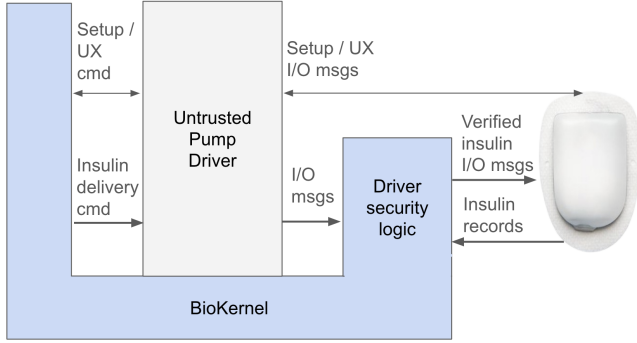 Setup /
UX
cmd
Setup / UX
I/O msgs
Untrusted
Pump
Driver
Verified
insulin
I/O msgs
Insulin
delivery
cmd
I/O
msgs
Driver
security
logic
Insulin
records
BioKernel